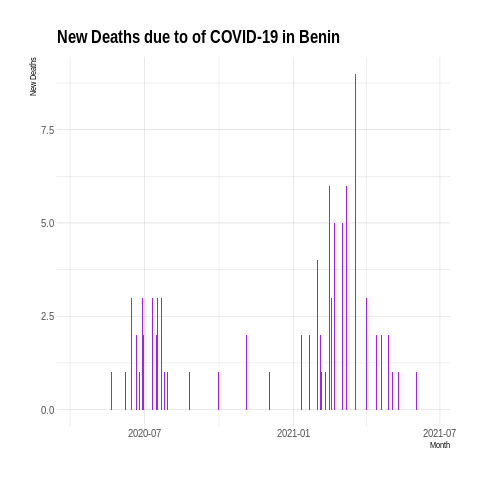 New Deaths due to of COVID-19 in Benin
New Deaths
7.5
5.0
2.5
0.0
2020-07
2021-01
2021-07
Month